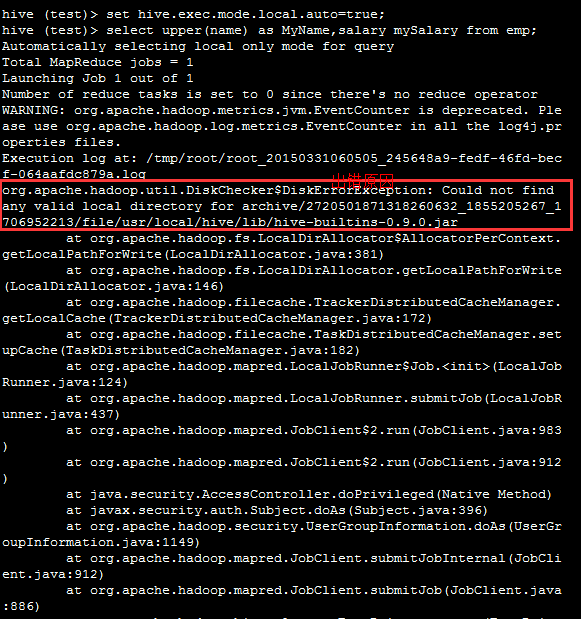 hive (test)> set hive.exec.mode.local.auto=true;
hive (test)> select upper(name) as MyName,salary mySalary from emp;
Automatically selecting local only mode for query
Total MapReduce jobs = 1
Launching Job 1 out of 1
Number of reduce tasks is set to 0 since there's no reduce operator
WARNING: org.apache.hadoop.metrics.jvm.EventCounter is deprecated. Ple
ase use org.apache.hadoop.log.metrics.EventCounter in all the log4j.pr
operties files.
Execution log at: /tmp/root/root_20150331060505_245648a9-fedf-46fd-bec
f-064aafdc879a.log
出错原因
org.apache.hadoop.util.DiskChecker$DiskErrorException: Could not find
any valid local directory for archive/2720501871318260632_1855205267_1
706952213/file/usr/local/hive/lib/hive-builtins-0.9.0.jar
at org.apache.hadoop.fs.LocalDirAllocator$AllocatorPerContext.
getLocalPathForWrite(LocalDirAllocator.java:381)
at org.apache.hadoop.fs.LocalDirAllocator.getLocalPathForWrite
(LocalDirAllocator.java:146)
at org.apache.hadoop.filecache.TrackerDistributedCacheManager.
getLocalCache(TrackerDistributedCacheManager.java:172)
at org.apache.hadoop.filecache.TaskDistributedCacheManager.set
upCache(TaskDistributedCacheManager.java:182)
at org.apache.hadoop.mapred.LocalJobRunner$Job.<init>(LocalJob
Runner.java:124)
at org.apache.hadoop.mapred.LocalJobRunner.submitJob(LocalJobR
unner.java:437)
at org.apache.hadoop.mapred.JobClient$2.run(JobClient.java:983
)
at org.apache.hadoop.mapred.JobClient$2.run(JobClient.java:912
)
at java.security.AccessController.doPrivileged(Native Method)
at javax.security.auth.Subject.doAs(Subject.java:396)
at org.apache.hadoop.security.UserGroupInformation.doAs(UserGr
oupInformation.java:1149)
at org.apache.hadoop.mapred.JobClient.submitJobInternal(JobCli
ent.java:912)
at org.apache.hadoop.mapred.JobClient.submitJob(JobClient.java
:886)